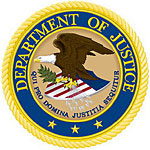 DEPARTMENT OF JUSTICE
QUI PRO DOMINA JUSTITIA SEQUITUR